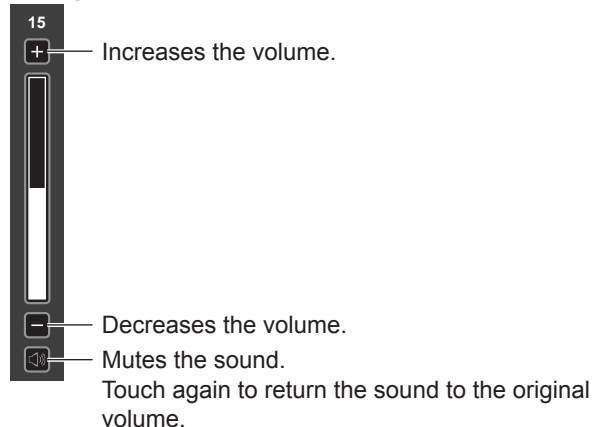 15
+
Increases the volume.
−
Decreases the volume.
Mutes the sound.
Touch again to return the sound to the original
volume.